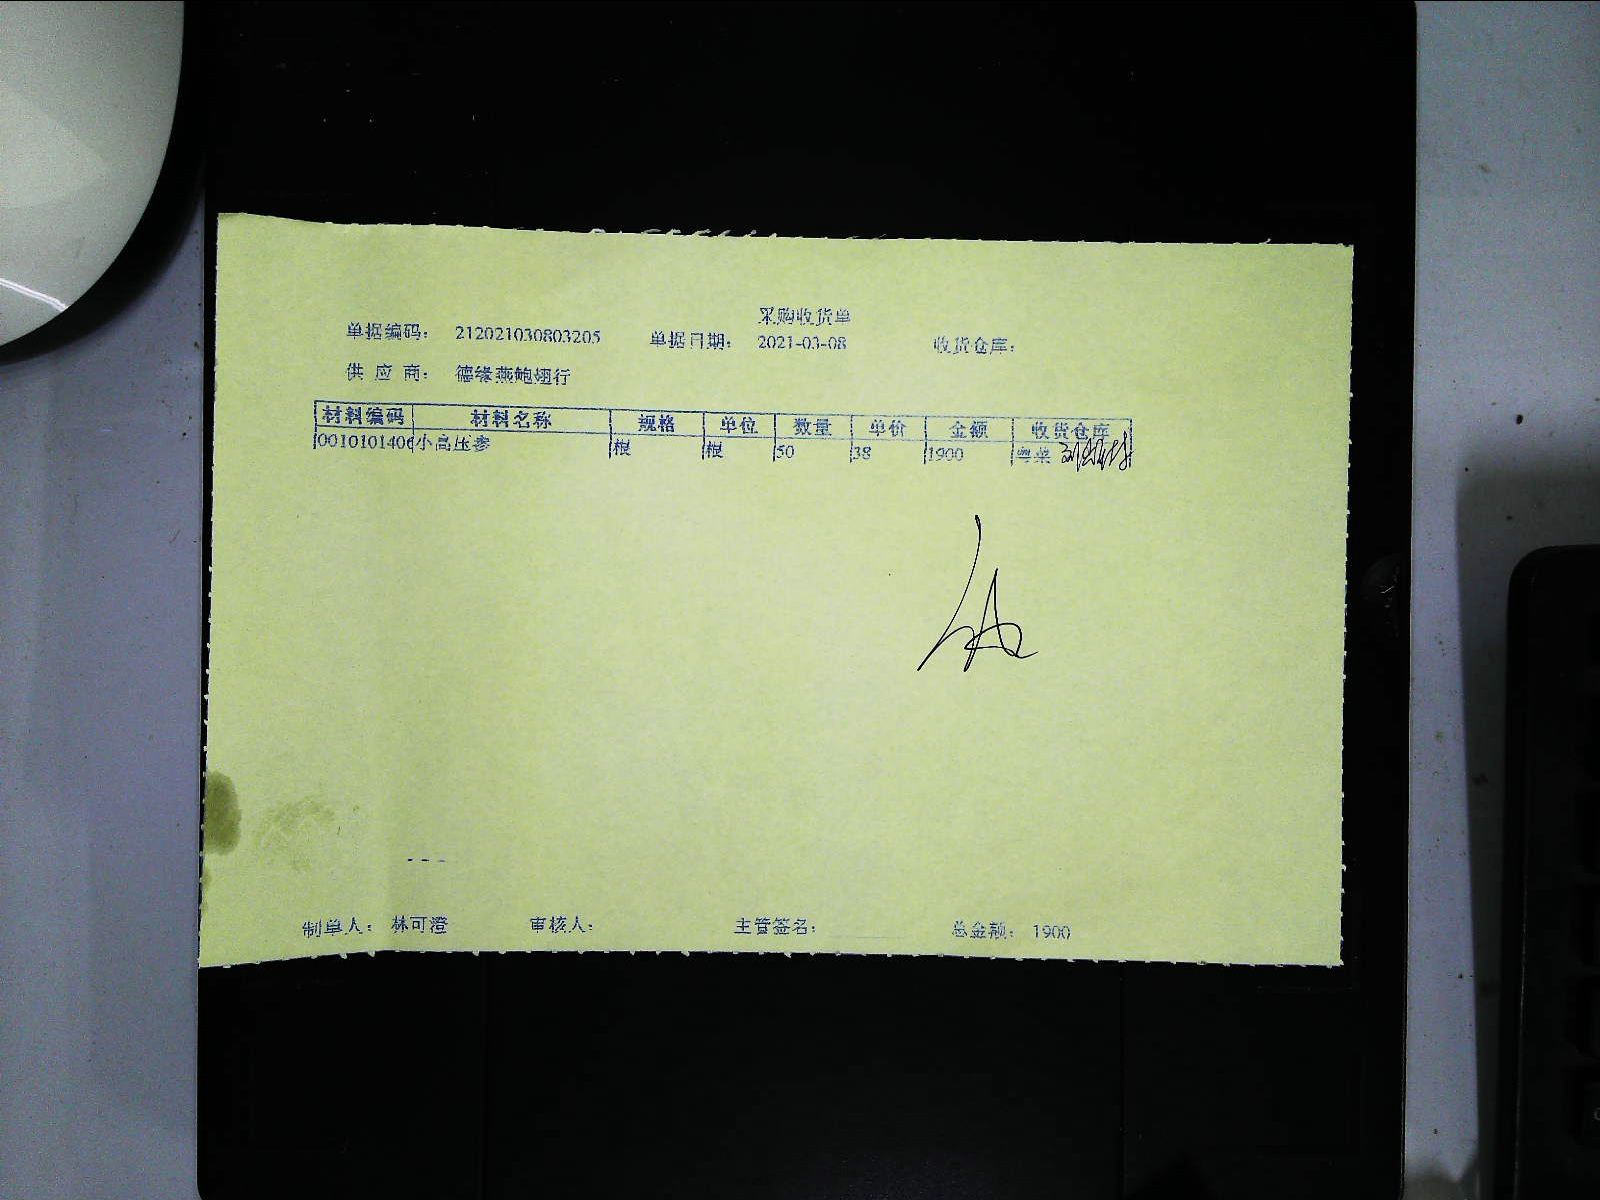 采购收货单
单据编码: 212021030803205 单据日期: 2021-03-08 收货仓库:
供 应 商: 德缘燕鲍翅行
材料编码 材料名称 规格 单位 数量 单价 金额 收货仓库
0010101406 小高压参 根 根 50 38 1900 粤菜
制单人: 林可澄 审核人: 主管签名: 总金额: 1900